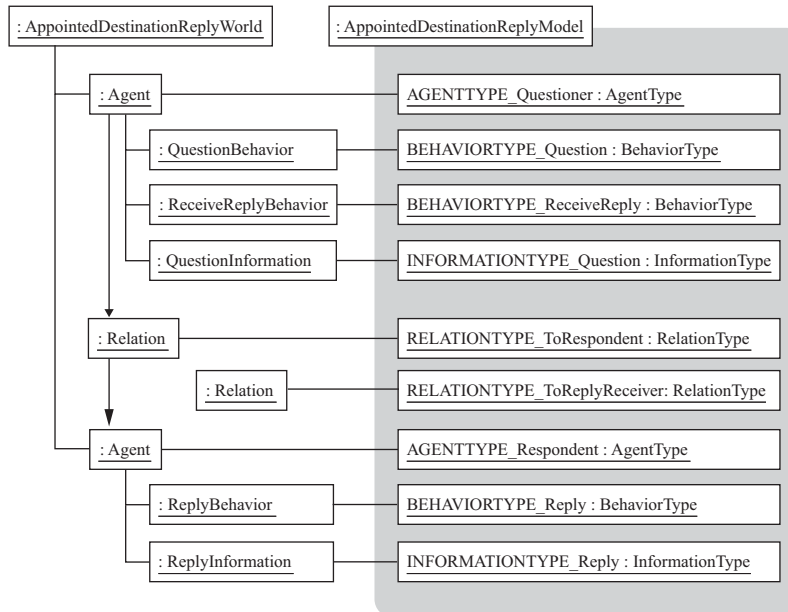 : AppointedDestinationReplyWorld
: AppointedDestinationReplyModel
: Agent
AGENTTYPE_Questioner : AgentType
: QuestionBehavior
BEHAVIORTYPE_Question : BehaviorType
: ReceiveReplyBehavior
BEHAVIORTYPE_ReceiveReply : BehaviorType
: QuestionInformation
INFORMATIONTYPE_Question : InformationType
: Relation
RELATIONTYPE_ToRespondent : RelationType
: Relation
RELATIONTYPE_ToReplyReceiver: RelationType
: Agent
AGENTTYPE_Respondent : AgentType
: ReplyBehavior
BEHAVIORTYPE_Reply : BehaviorType
: ReplyInformation
INFORMATIONTYPE_Reply : InformationType